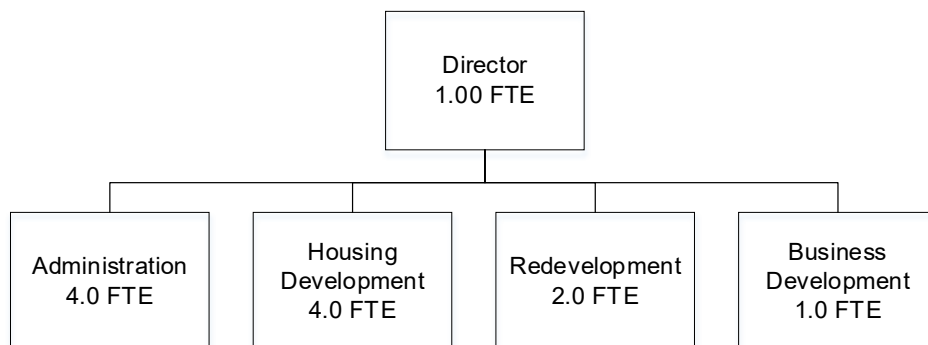 Director
1.00 FTE
Administration
4.0 FTE
Housing
Development
4.0 FTE
Redevelopment
2.0 FTE
Business
Development
1.0 FTE